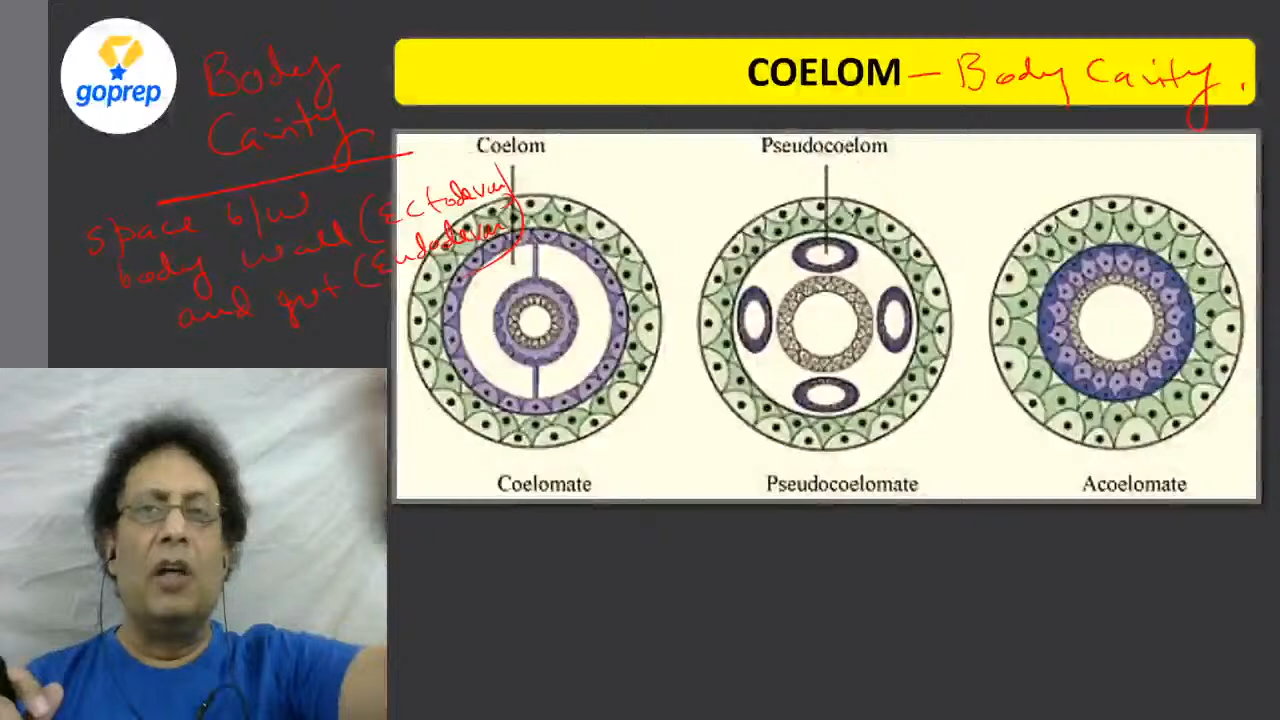 goprep
Body
Cavity
COELOM – Body Cavity.
Coelom
Pseudocoelom
space b/w
body wall (Ectoderm)
and gut (Endoderm)
Coelomate
Pseudocoelomate
Acoelomate